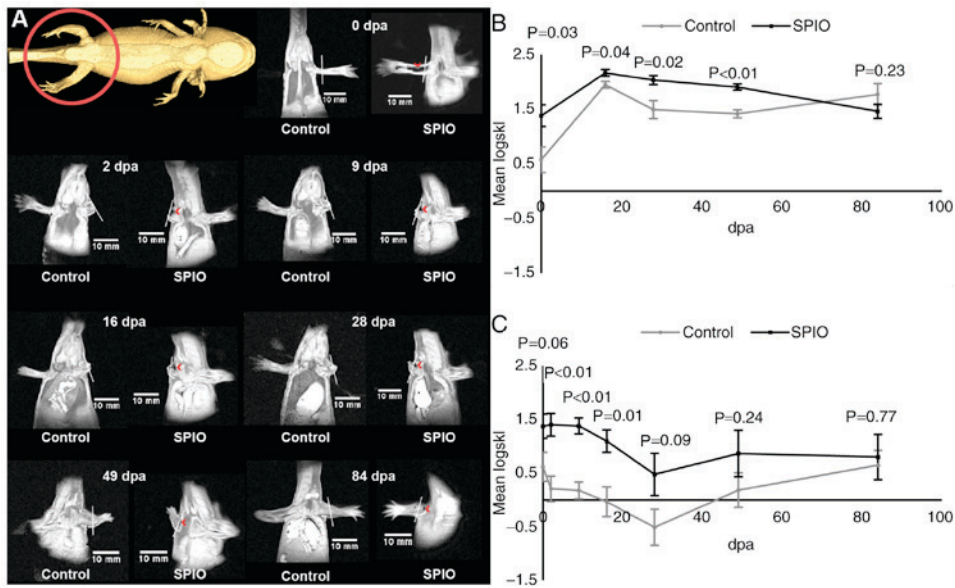 A
0 dpa
10 mm 10 mm
Control SPIO
2 dpa 9 dpa
10 mm 10 mm 10 mm 10 mm
Control SPIO Control SPIO
16 dpa 28 dpa
10 mm 10 mm 10 mm 10 mm
Control SPIO Control SPIO
49 dpa 84 dpa
10 mm 10 mm 10 mm 10 mm
Control SPIO Control SPIO
B
Control SPIO
P=0.03
2.5
P=0.04
P=0.02
P<0.01
P=0.23
1.5
0.5
−0.5
−1.5
Mean logskl
0 20 40 60 80 100
dpa
C
Control SPIO
P=0.06
2.5
P<0.01
P<0.01
P=0.01
P=0.09
P=0.24
P=0.77
1.5
0.5
−0.5
−1.5
Mean logskl
0 20 40 60 80 100
dpa